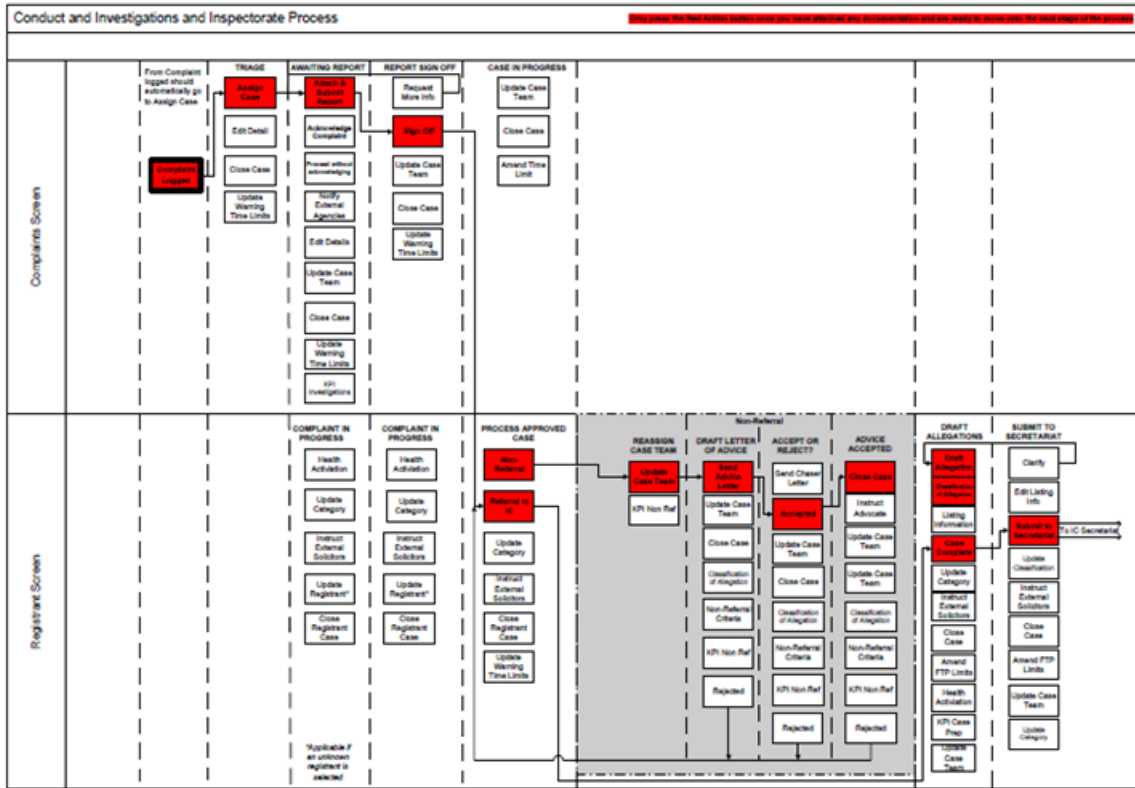 Conduct and Investigations and Inspectorate Process
Only press the Red Action button once you have attached any documentation and are ready to move onto the next stage of the process
Complaints Screen
From Complaint
logged should
automatically go
to Assign Case
Complaint
Logged
TRIAGE
Assign
Case
Edit Detail
Close Case
Update
Warning
Time Limits
AWAITING REPORT
Attach &
Submit
Report
Acknowledge
Complaint
Proceed without
acknowledging
Notify
External
Agencies
Edit Details
Update Case
Team
Close Case
Update
Warning
Time Limits
KPI
Investigations
REPORT SIGN OFF
Request
More Info
Sign Off
Update Case
Team
Close Case
Update
Warning
Time Limits
CASE IN PROGRESS
Update Case
Team
Close Case
Amend Time
Limit
Registrant Screen
COMPLAINT IN
PROGRESS
Health
Activiation
Update
Category
Instruct
External
Solicitors
Update
Registrant*
Close
Registrant
Case
*Applicable if
an unknown
registrant is
selected
COMPLAINT IN
PROGRESS
Health
Activiation
Update
Category
Instruct
External
Solicitors
Update
Registrant*
Close
Registrant
Case
PROCESS APPROVED
CASE
Non-
Referral
Referral to
IC
Update
Category
Instruct
External
Solicitors
Close
Registrant
Case
Update
Warning
Time Limits
Non-Referral
REASSIGN
CASE TEAM
Update
Case Team
KPI Non Ref
DRAFT LETTER
OF ADVICE
Send
Advice
Letter
Update Case
Team
Close Case
Classification
of Allegation
Non-Referral
Criteria
KPI Non Ref
Rejected
ACCEPT OR
REJECT?
Send Chaser
Letter
Accepted
Update Case
Team
Close Case
Classification
of Allegation
Non-Referral
Criteria
KPI Non Ref
Rejected
ADVICE
ACCEPTED
Close Case
Instruct
Advocate
Update Case
Team
Update Case
Team
Classification
of Allegation
Non-Referral
Criteria
KPI Non Ref
Rejected
DRAFT
ALLEGATIONS
Draft
Allegation
Classification
of Allegation
Listing
Information
Case
Complete
Update
Category
Instruct
External
Solicitors
Close
Case
Amend
FTP Limits
Health
Activiation
KPI Case
Prep
Update
Case
Team
SUBMIT TO
SECRETARIAT
Clarify
Edit Listing
Info
Submit to
Secretariat
To IC Secretariat
Update
Classification
Instruct
External
Solicitors
Close
Case
Amend FTP
Limits
Update Case
Team
Update
Category